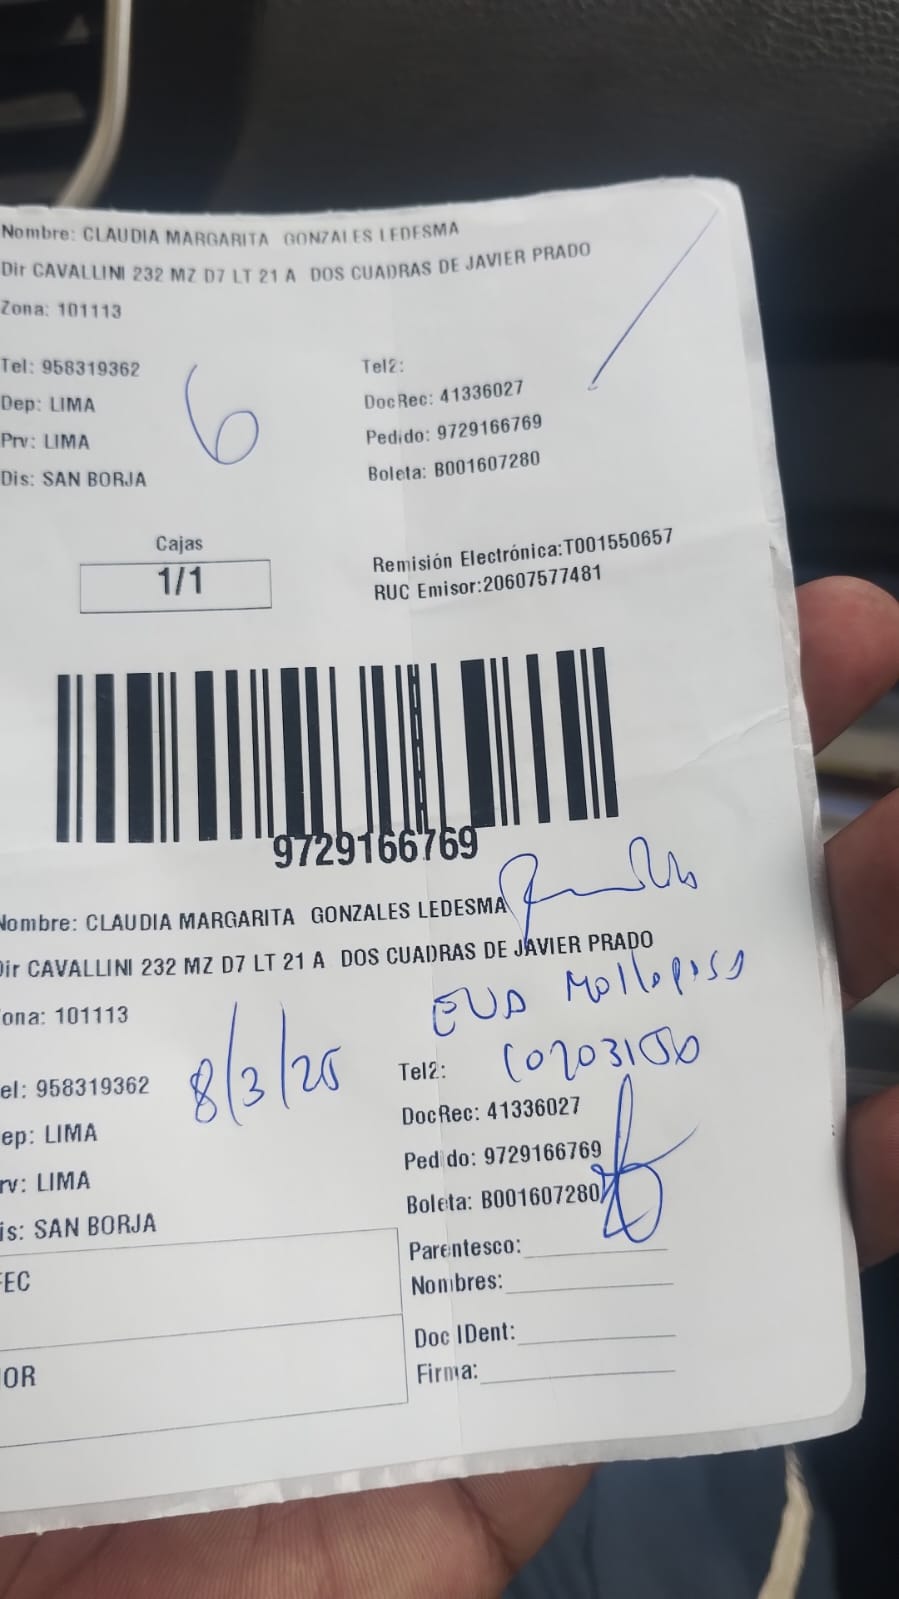 Nombre: CLAUDIA MARGARITA GONZALES LEDESMA
Dir CAVALLINI 232 MZ D7 LT 21 A DOS CUADRAS DE JAVIER PRADO
Zona: 101113
Tel: 958319362
Tel2:
Dep: LIMA
DocRec: 41336027
Prv: LIMA
Pedido: 9729166769
Dis: SAN BORJA
Boleta: B001607280
6
Cajas
1/1
Remisión Electrónica:T001550657
RUC Emisor:20607577481
9729166769
Nombre: CLAUDIA MARGARITA GONZALES LEDESMA
Dir CAVALLINI 232 MZ D7 LT 21 A DOS CUADRAS DE JAVIER PRADO
ona: 101113
8/3/25
EVA
el: 958319362
Tel2:
ep: LIMA
DocRec: 41336027
rv: LIMA
Pedido: 9729166769
is: SAN BORJA
Boleta: B001607280
FEC
Parentesco:
Nombres:
OR
Doc IDent:
Firma: